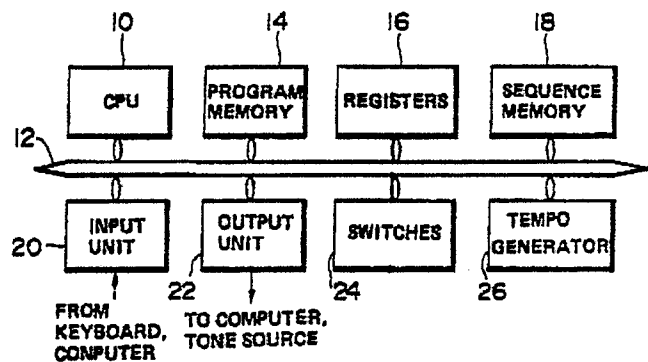 10
14
16
18
CPU
PROGRAM
MEMORY
REGISTERS
SEQUENCE
MEMORY
12
INPUT
UNIT
OUTPUT
UNIT
SWITCHES
TEMPO
GENERATOR
20
22
24
26
FROM
KEYBOARD,
CONPUTER
TO COMPUTER,
TONE SOURCE